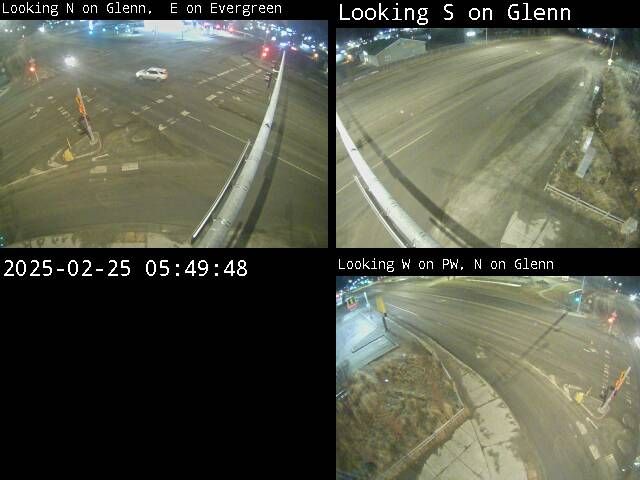 Looking N on Glenn,  E on Evergreen
Looking S on Glenn
2025-02-25 05:49:48
Looking W on PW, N on Glenn